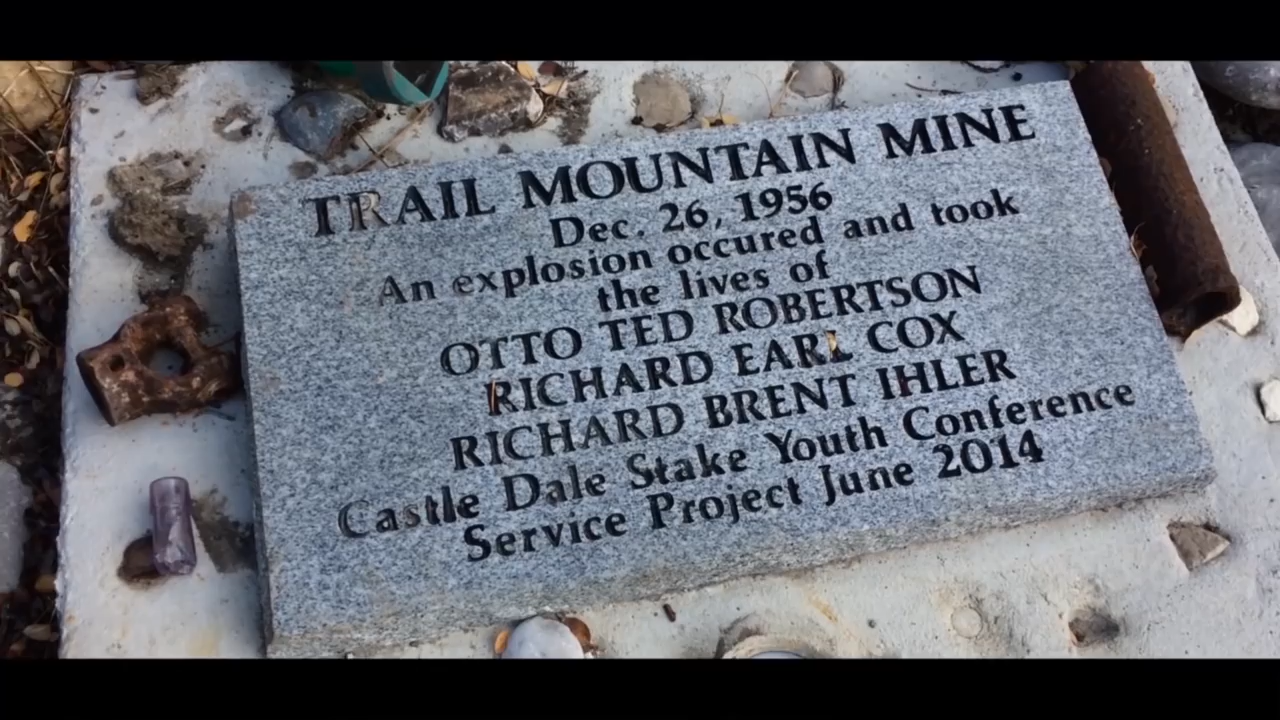 TRAIL MOUNTAIN MINE
Dec. 26, 1956
An explosion occured and took
the lives of
OTTO TED ROBERTSON
RICHARD EARL COX
RICHARD BRENT IHLER
Castle Dale Stake Youth Conference
Service Project June 2014